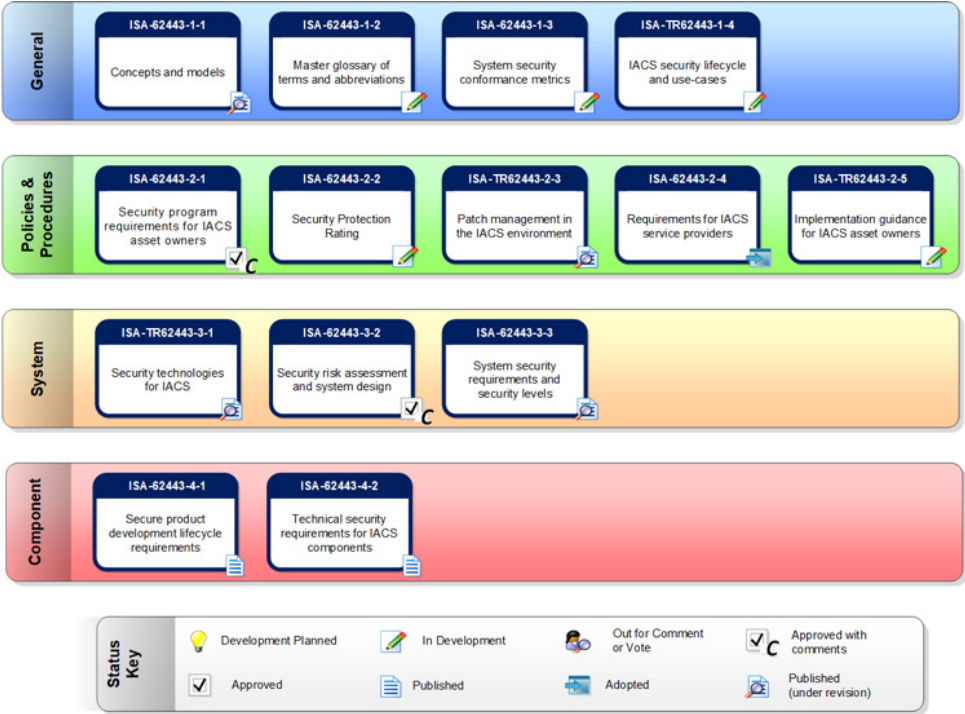 General
ISA-62443-1-1
Concepts and models
ISA-62443-1-2
Master glossary of
terms and abbreviations
ISA-62443-1-3
System security
conformance metrics
ISA-TR62443-1-4
IACS security lifecycle
and use-cases
Policies &
Procedures
ISA-62443-2-1
Security program
requirements for IACS
asset owners
C
ISA-62443-2-2
Security Protection
Rating
ISA-TR62443-2-3
Patch management in
the IACS environment
ISA-62443-2-4
Requirements for IACS
service providers
ISA-TR62443-2-5
Implementation guidance
for IACS asset owners
System
ISA-TR62443-3-1
Security technologies
for IACS
ISA-62443-3-2
Security risk assessment
and system design
C
ISA-62443-3-3
System security
requirements and
security levels
Component
ISA-62443-4-1
Secure product
development lifecycle
requirements
ISA-62443-4-2
Technical security
requirements for IACS
components
Status
Key
Development Planned
In Development
Out for Comment
or Vote
C
Approved with
comments
Approved
Published
Adopted
Published
(under revision)